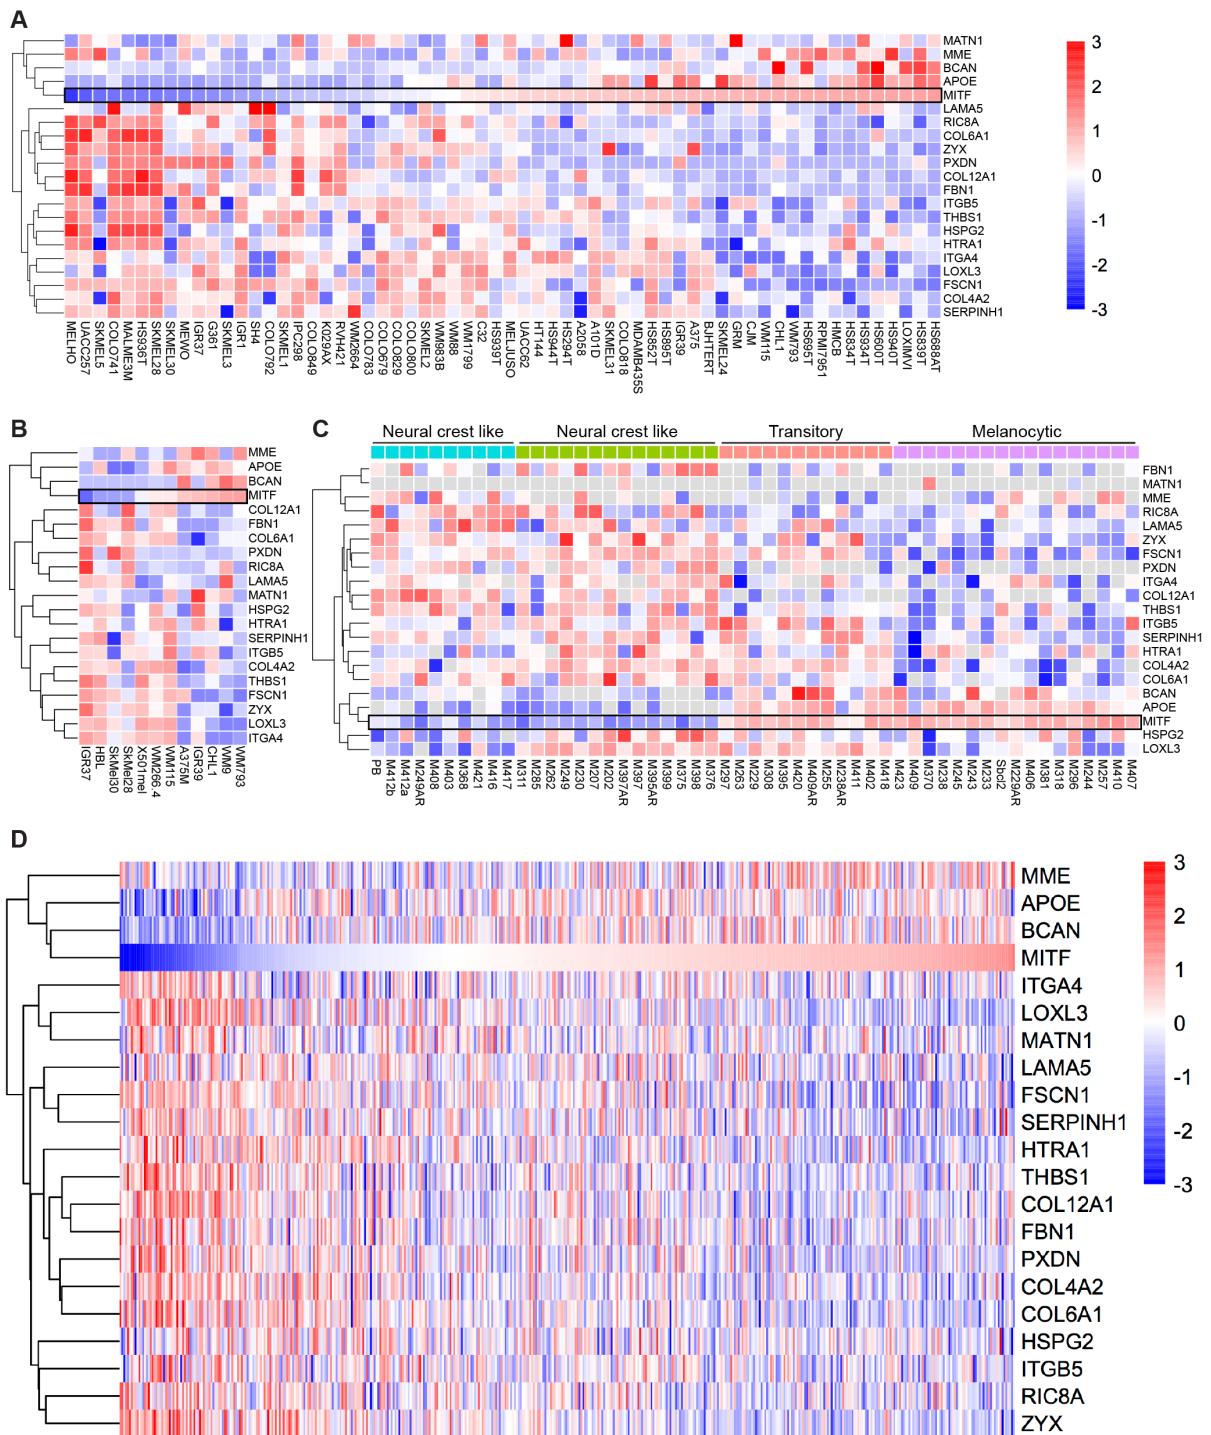 A
MATN1
MME
BCAN
APOE
MITF
LAMA5
RIC8A
COL6A1
ZYX
PXDN
COL12A1
FBN1
ITGB5
THBS1
HSPG2
HTRA1
ITGA4
LOXL3
FSCN1
COL4A2
SERPINH1
3
2
1
0
-1
-2
-3
MELHO
UACC257
SKMEL5
COLO741
MALME3M
HS936T
SKMEL28
SKMEL30
MEWO
IGR37
G361
SKMEL3
IGR1
SH4
COLO792
SKMEL1
IPC298
COLO849
K029AX
RVH421
WM2664
COLO783
COLO679
COLO829
COLO800
SKMEL2
WM983B
WM88
WM1799
C32
HS939T
MELJUSO
UACC62
HT144
HS944T
HS294T
A2058
A101D
SKMEL31
COLO818
MDAMB435S
HS852T
HS895T
IGR39
A375
BJHTERT
SKMEL24
GRM
CJM
WM115
CHL1
WM793
HS695T
RPMI7951
HMCB
HS834T
HS934T
HS600T
HS940T
LOXIMVI
HS839T
HS688AT
B
MME
APOE
BCAN
MITF
COL12A1
FBN1
COL6A1
PXDN
RIC8A
LAMA5
MATN1
HSPG2
HTRA1
SERPINH1
ITGB5
COL4A2
THBS1
FSCN1
ZYX
LOXL3
ITGA4
IGR37
HBL
SkMel30
SkMel28
X501mel
WM266.4
WM115
A375M
IGR39
CHL1
WM9
WM793
C
Neural crest like
Neural crest like
Transitory
Melanocytic
FBN1
MATN1
MME
RIC8A
LAMA5
ZYX
FSCN1
PXDN
ITGA4
COL12A1
THBS1
ITGB5
SERPINH1
HTRA1
COL4A2
COL6A1
BCAN
APOE
MITF
HSPG2
LOXL3
PB
M412b
M412a
M249AR
M408
M403
M368
M421
M416
M417
M311
M285
M262
M249
M230
M207
M202
M397AR
M397
M395AR
M399
M375
M398
M376
M297
M263
M229
M308
M395
M420
M409AR
M255
M238AR
M411
M402
M418
M423
M409
M370
M238
M245
M243
M233
Sbcl2
M229AR
M406
M381
M318
M296
M244
M257
M410
M407
D
MME
APOE
BCAN
MITF
ITGA4
LOXL3
MATN1
LAMA5
FSCN1
SERPINH1
HTRA1
THBS1
COL12A1
FBN1
PXDN
COL4A2
COL6A1
HSPG2
ITGB5
RIC8A
ZYX
3
2
1
0
-1
-2
-3